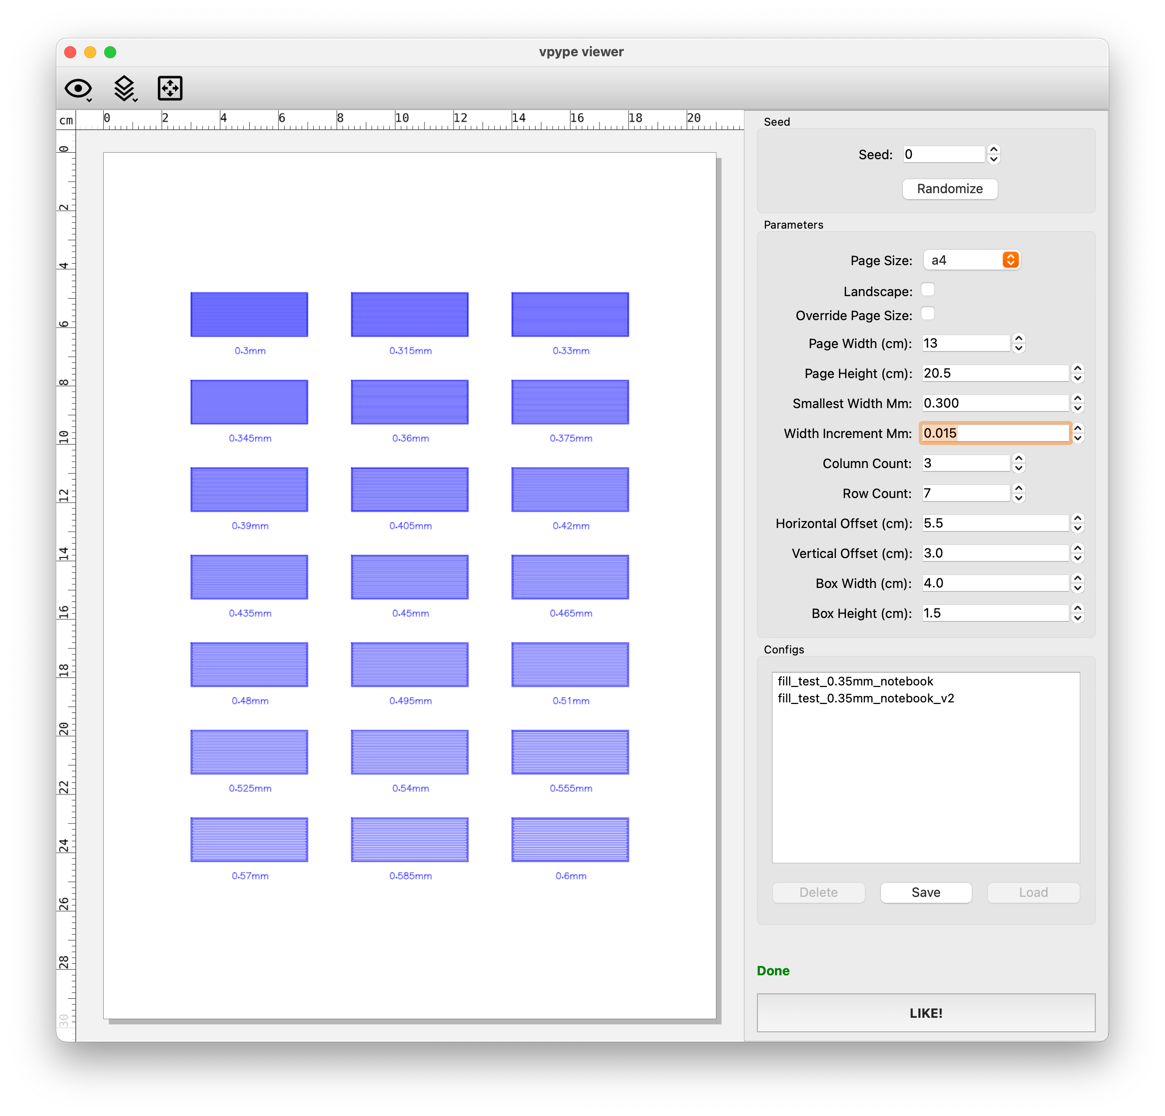 vpype viewer
cm
0 2 4 6 8 10 12 14 16 18 20
0
2
4
6
8
10
12
14
16
18
20
22
24
26
28
30
0.3mm 0.315mm 0.33mm
0.345mm 0.36mm 0.375mm
0.39mm 0.405mm 0.42mm
0.435mm 0.45mm 0.465mm
0.48mm 0.495mm 0.51mm
0.525mm 0.54mm 0.555mm
0.57mm 0.585mm 0.6mm
Seed
Seed: 0
Randomize
Parameters
Page Size: a4
Landscape:
Override Page Size:
Page Width (cm): 13
Page Height (cm): 20.5
Smallest Width Mm: 0.300
Width Increment Mm: 0.015
Column Count: 3
Row Count: 7
Horizontal Offset (cm): 5.5
Vertical Offset (cm): 3.0
Box Width (cm): 4.0
Box Height (cm): 1.5
Configs
fill_test_0.35mm_notebook
fill_test_0.35mm_notebook_v2
Delete Save Load
Done
LIKE!